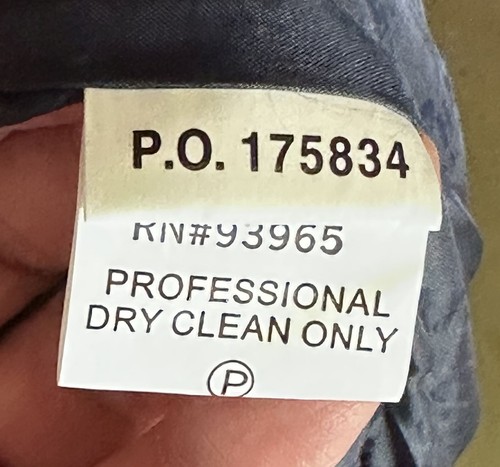 P.O. 175834
RN#93965
PROFESSIONAL
DRY CLEAN ONLY
P